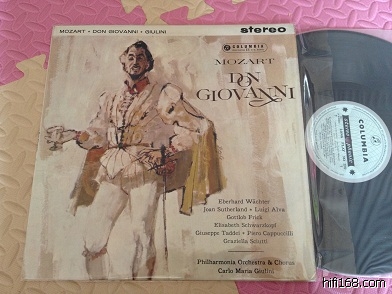 MOZART • DON GIOVANNI • GIULINI
stereo
COLUMBIA
MOZART
DON
GIOVANNI
Eberhard Wächter
Joan Sutherland • Luigi Alva
Gottlob Frick
Elisabeth Schwarzkopf
Giuseppe Taddei • Piero Cappuccilli
Graziella Sciutti
Philharmonia Orchestra & Chorus
Carlo Maria Giulini
COLUMBIA
hifi168.com